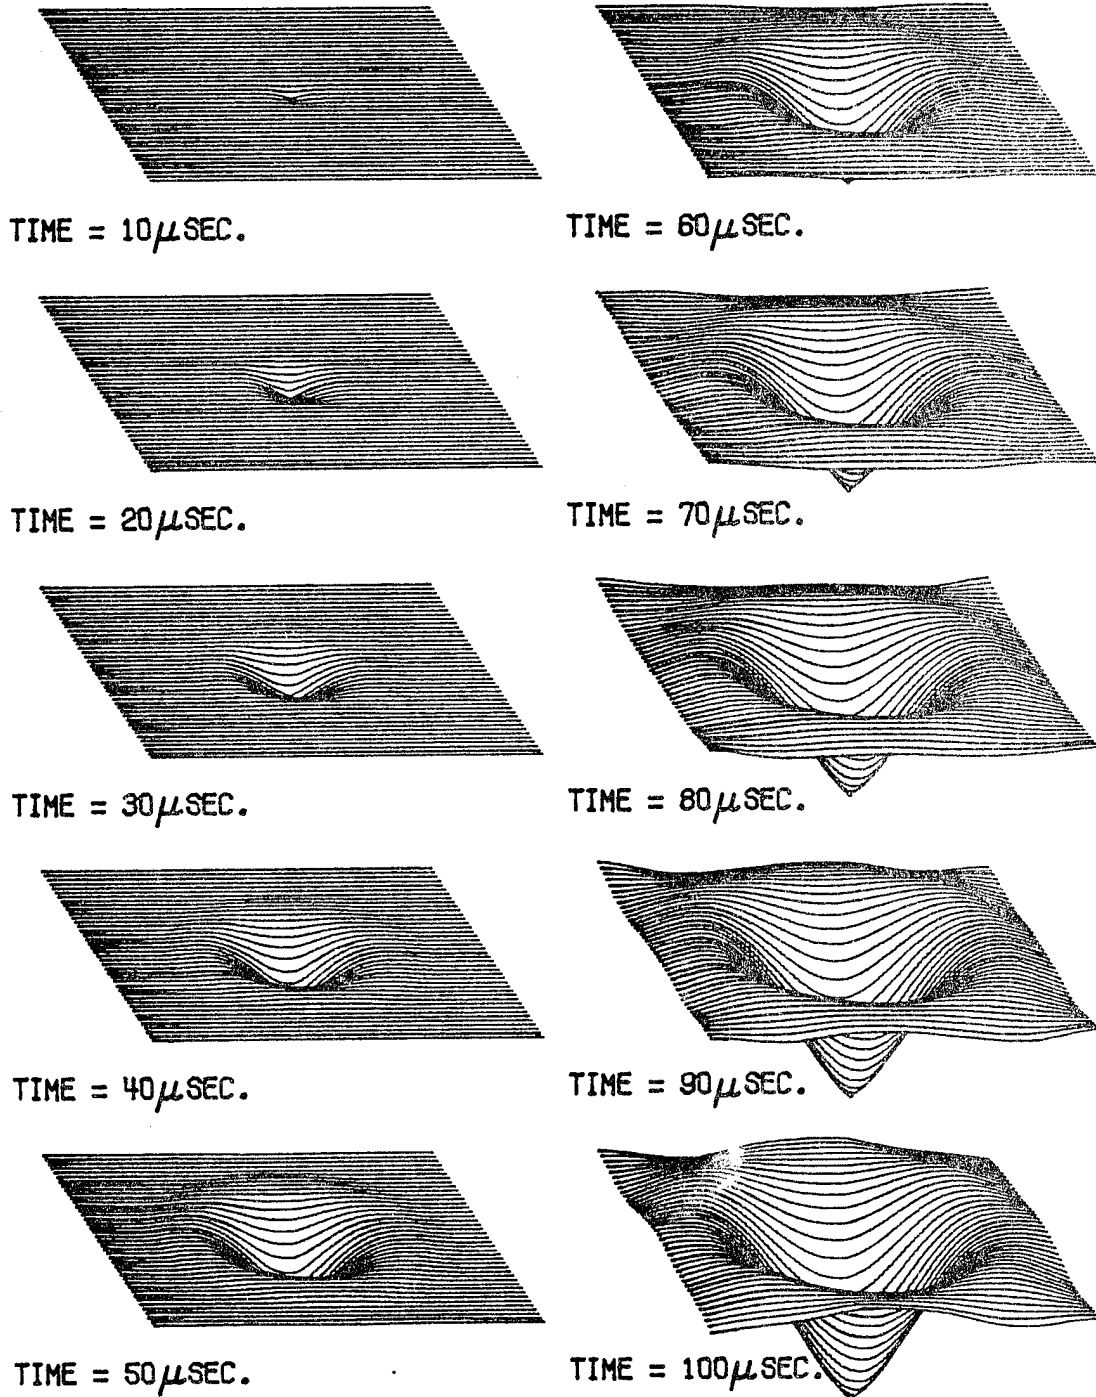 TIME = 10μSEC.
TIME = 20μSEC.
TIME = 30μSEC.
TIME = 40μSEC.
TIME = 50μSEC.
TIME = 60μSEC.
TIME = 70μSEC.
TIME = 80μSEC.
TIME = 90μSEC.
TIME = 100μSEC.